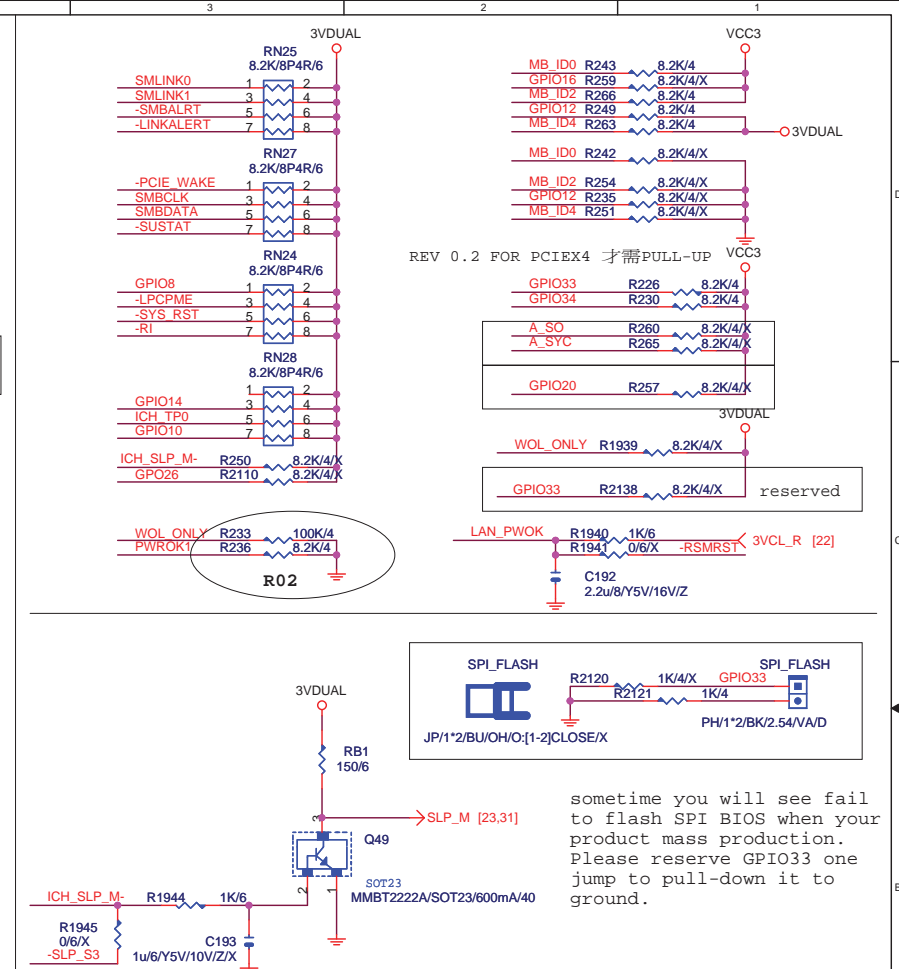 3 2 1
3VDUAL
RN25
8.2K/8P4R/6
SMLINK0 1 2
SMLINK1 3 4
-SMBALRT 5 6
-LINKALERT 7 8
RN27
8.2K/8P4R/6
-PCIE_WAKE 1 2
SMBCLK 3 4
SMBDATA 5 6
-SUSTAT 7 8
RN24
8.2K/8P4R/6
GPIO8 1 2
-LPCPME 3 4
-SYS_RST 5 6
-RI 7 8
RN28
8.2K/8P4R/6
1 2
GPIO14 3 4
ICH_TP0 5 6
GPIO10 7 8
ICH_SLP_M- R250 8.2K/4/X
GPO26 R2110 8.2K/4/X
WOL_ONLY R233 100K/4
PWROK1 R236 8.2K/4
R02
VCC3
MB_ID0 R243 8.2K/4
GPIO16 R259 8.2K/4/X
MB_ID2 R266 8.2K/4
GPIO12 R249 8.2K/4
MB_ID4 R263 8.2K/4
3VDUAL
MB_ID0 R242 8.2K/4/X
MB_ID2 R254 8.2K/4/X
GPIO12 R235 8.2K/4/X
MB_ID4 R251 8.2K/4/X
D
REV 0.2 FOR PCIEX4 才需PULL-UP
VCC3
GPIO33 R226 8.2K/4
GPIO34 R230 8.2K/4
A_SO R260 8.2K/4/X
A_SYC R265 8.2K/4/X
GPIO20 R257 8.2K/4/X
3VDUAL
WOL_ONLY R1939 8.2K/4/X
GPIO33 R2138 8.2K/4/X reserved
LAN_PWOK R1940 1K/6 3VCL_R [22]
R1941 0/6/X -RSMRST
C
C192
2.2u/8/Y5V/16V/Z
SPI_FLASH
JP/1*2/BU/OH/O:[1-2]CLOSE/X
R2120 1K/4/X GPIO33
R2121 1K/4
SPI_FLASH
PH/1*2/BK/2.54/VA/D
3VDUAL
RB1
150/6
SLP_M [23,31]
3
Q49
SOT23
MMBT2222A/SOT23/600mA/40
2 1
ICH_SLP_M- R1944 1K/6
R1945
0/6/X
-SLP_S3
C193
1u/6/Y5V/10V/Z/X
sometime you will see fail
to flash SPI BIOS when your
product mass production.
Please reserve GPIO33 one
jump to pull-down it to
ground.